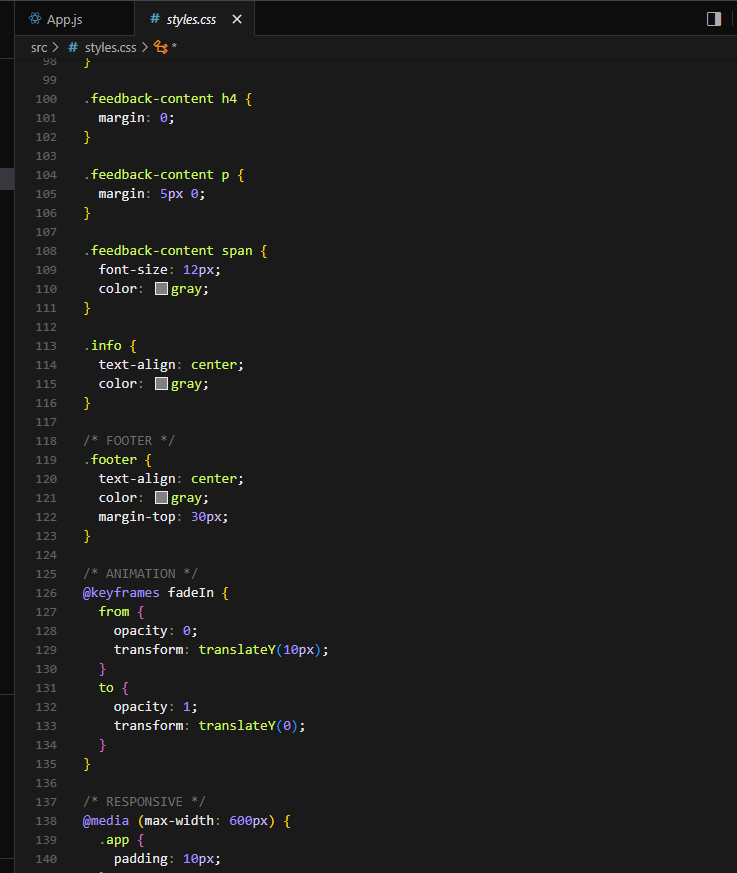 App.js
# styles.css ×
src > # styles.css > *
98 }
99
100 .feedback-content h4 {
101   margin: 0;
102 }
103
104 .feedback-content p {
105   margin: 5px 0;
106 }
107
108 .feedback-content span {
109   font-size: 12px;
110   color: gray;
111 }
112
113 .info {
114   text-align: center;
115   color: gray;
116 }
117
118 /* FOOTER */
119 .footer {
120   text-align: center;
121   color: gray;
122   margin-top: 30px;
123 }
124
125 /* ANIMATION */
126 @keyframes fadeIn {
127   from {
128     opacity: 0;
129     transform: translateY(10px);
130   }
131   to {
132     opacity: 1;
133     transform: translateY(0);
134   }
135 }
136
137 /* RESPONSIVE */
138 @media (max-width: 600px) {
139   .app {
140     padding: 10px;